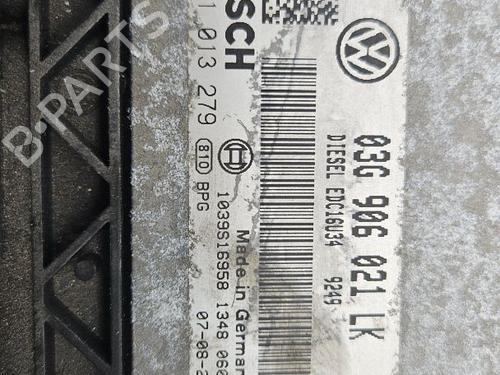 B-PARTS
SCH
1 013 279
810 BPG
1039S16958 1348 060
Made in German
07-08-2
03G 906 021 LK
DIESEL EDC16U34 9249